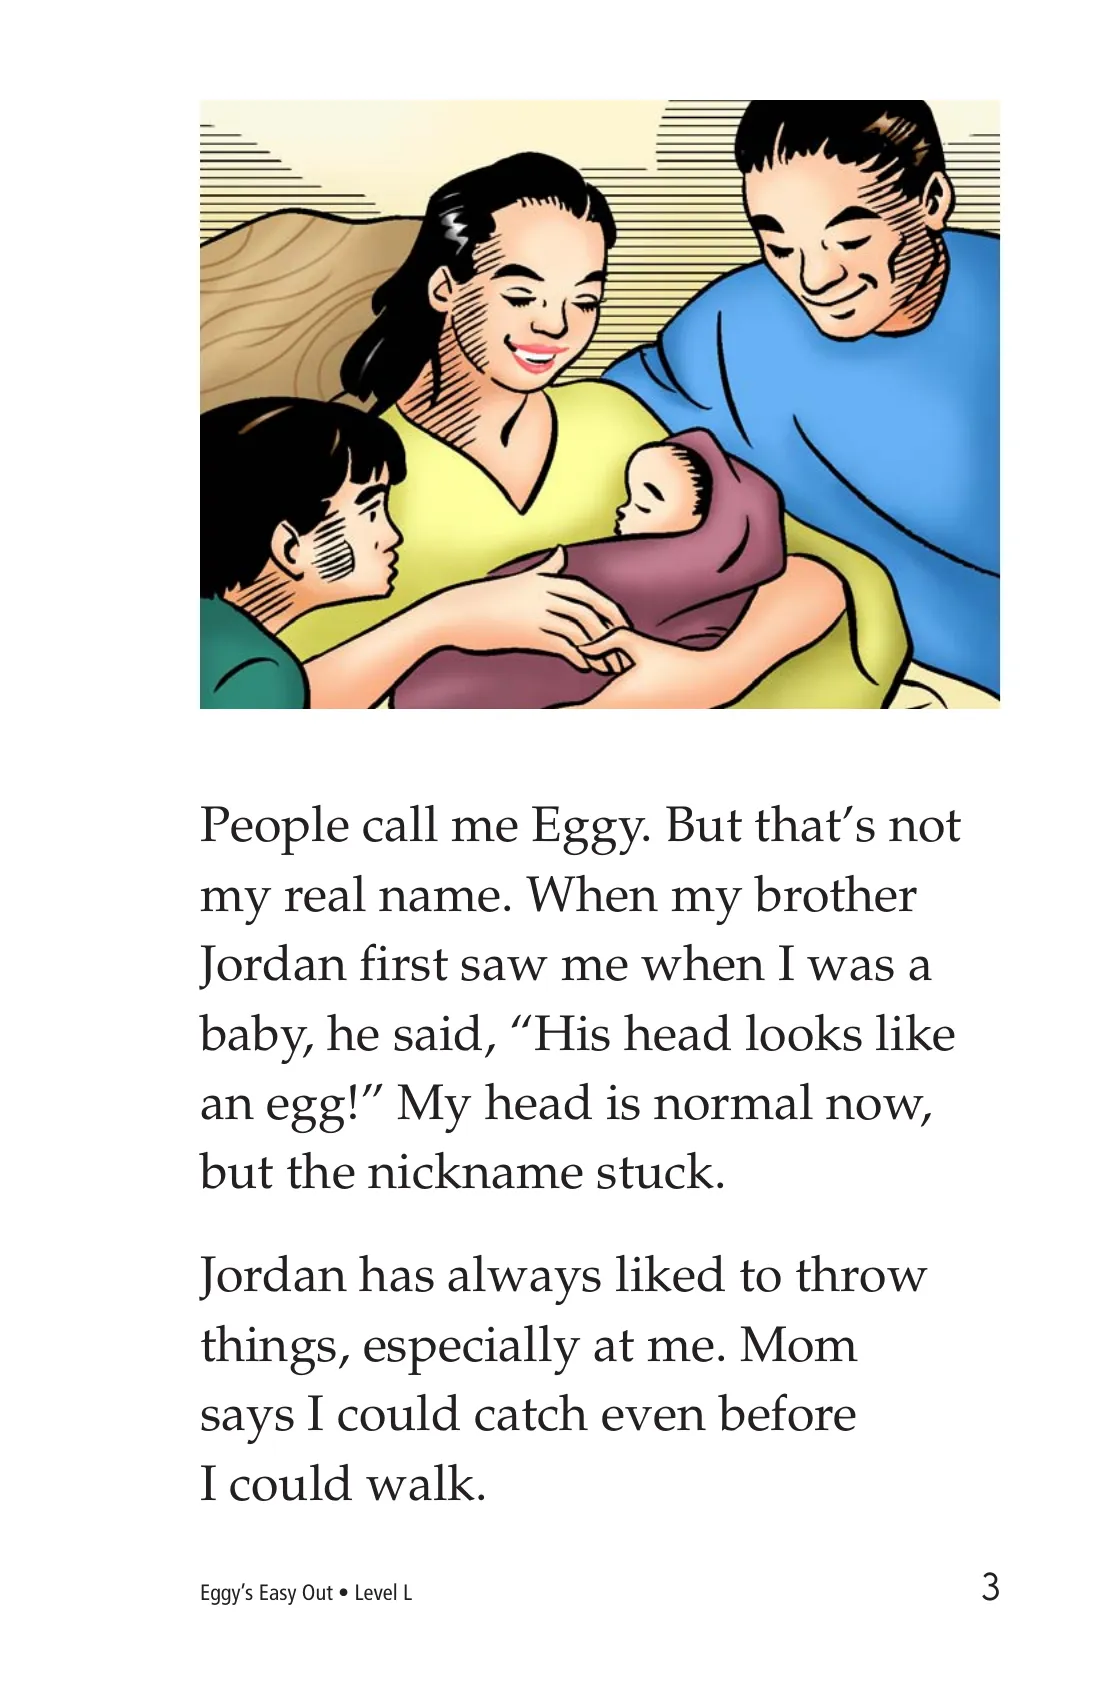 People call me Eggy. But that’s not
my real name. When my brother
Jordan first saw me when I was a
baby, he said, “His head looks like
an egg!” My head is normal now,
but the nickname stuck.
Jordan has always liked to throw
things, especially at me. Mom
says I could catch even before
I could walk.
Eggy’s Easy Out • Level L
3